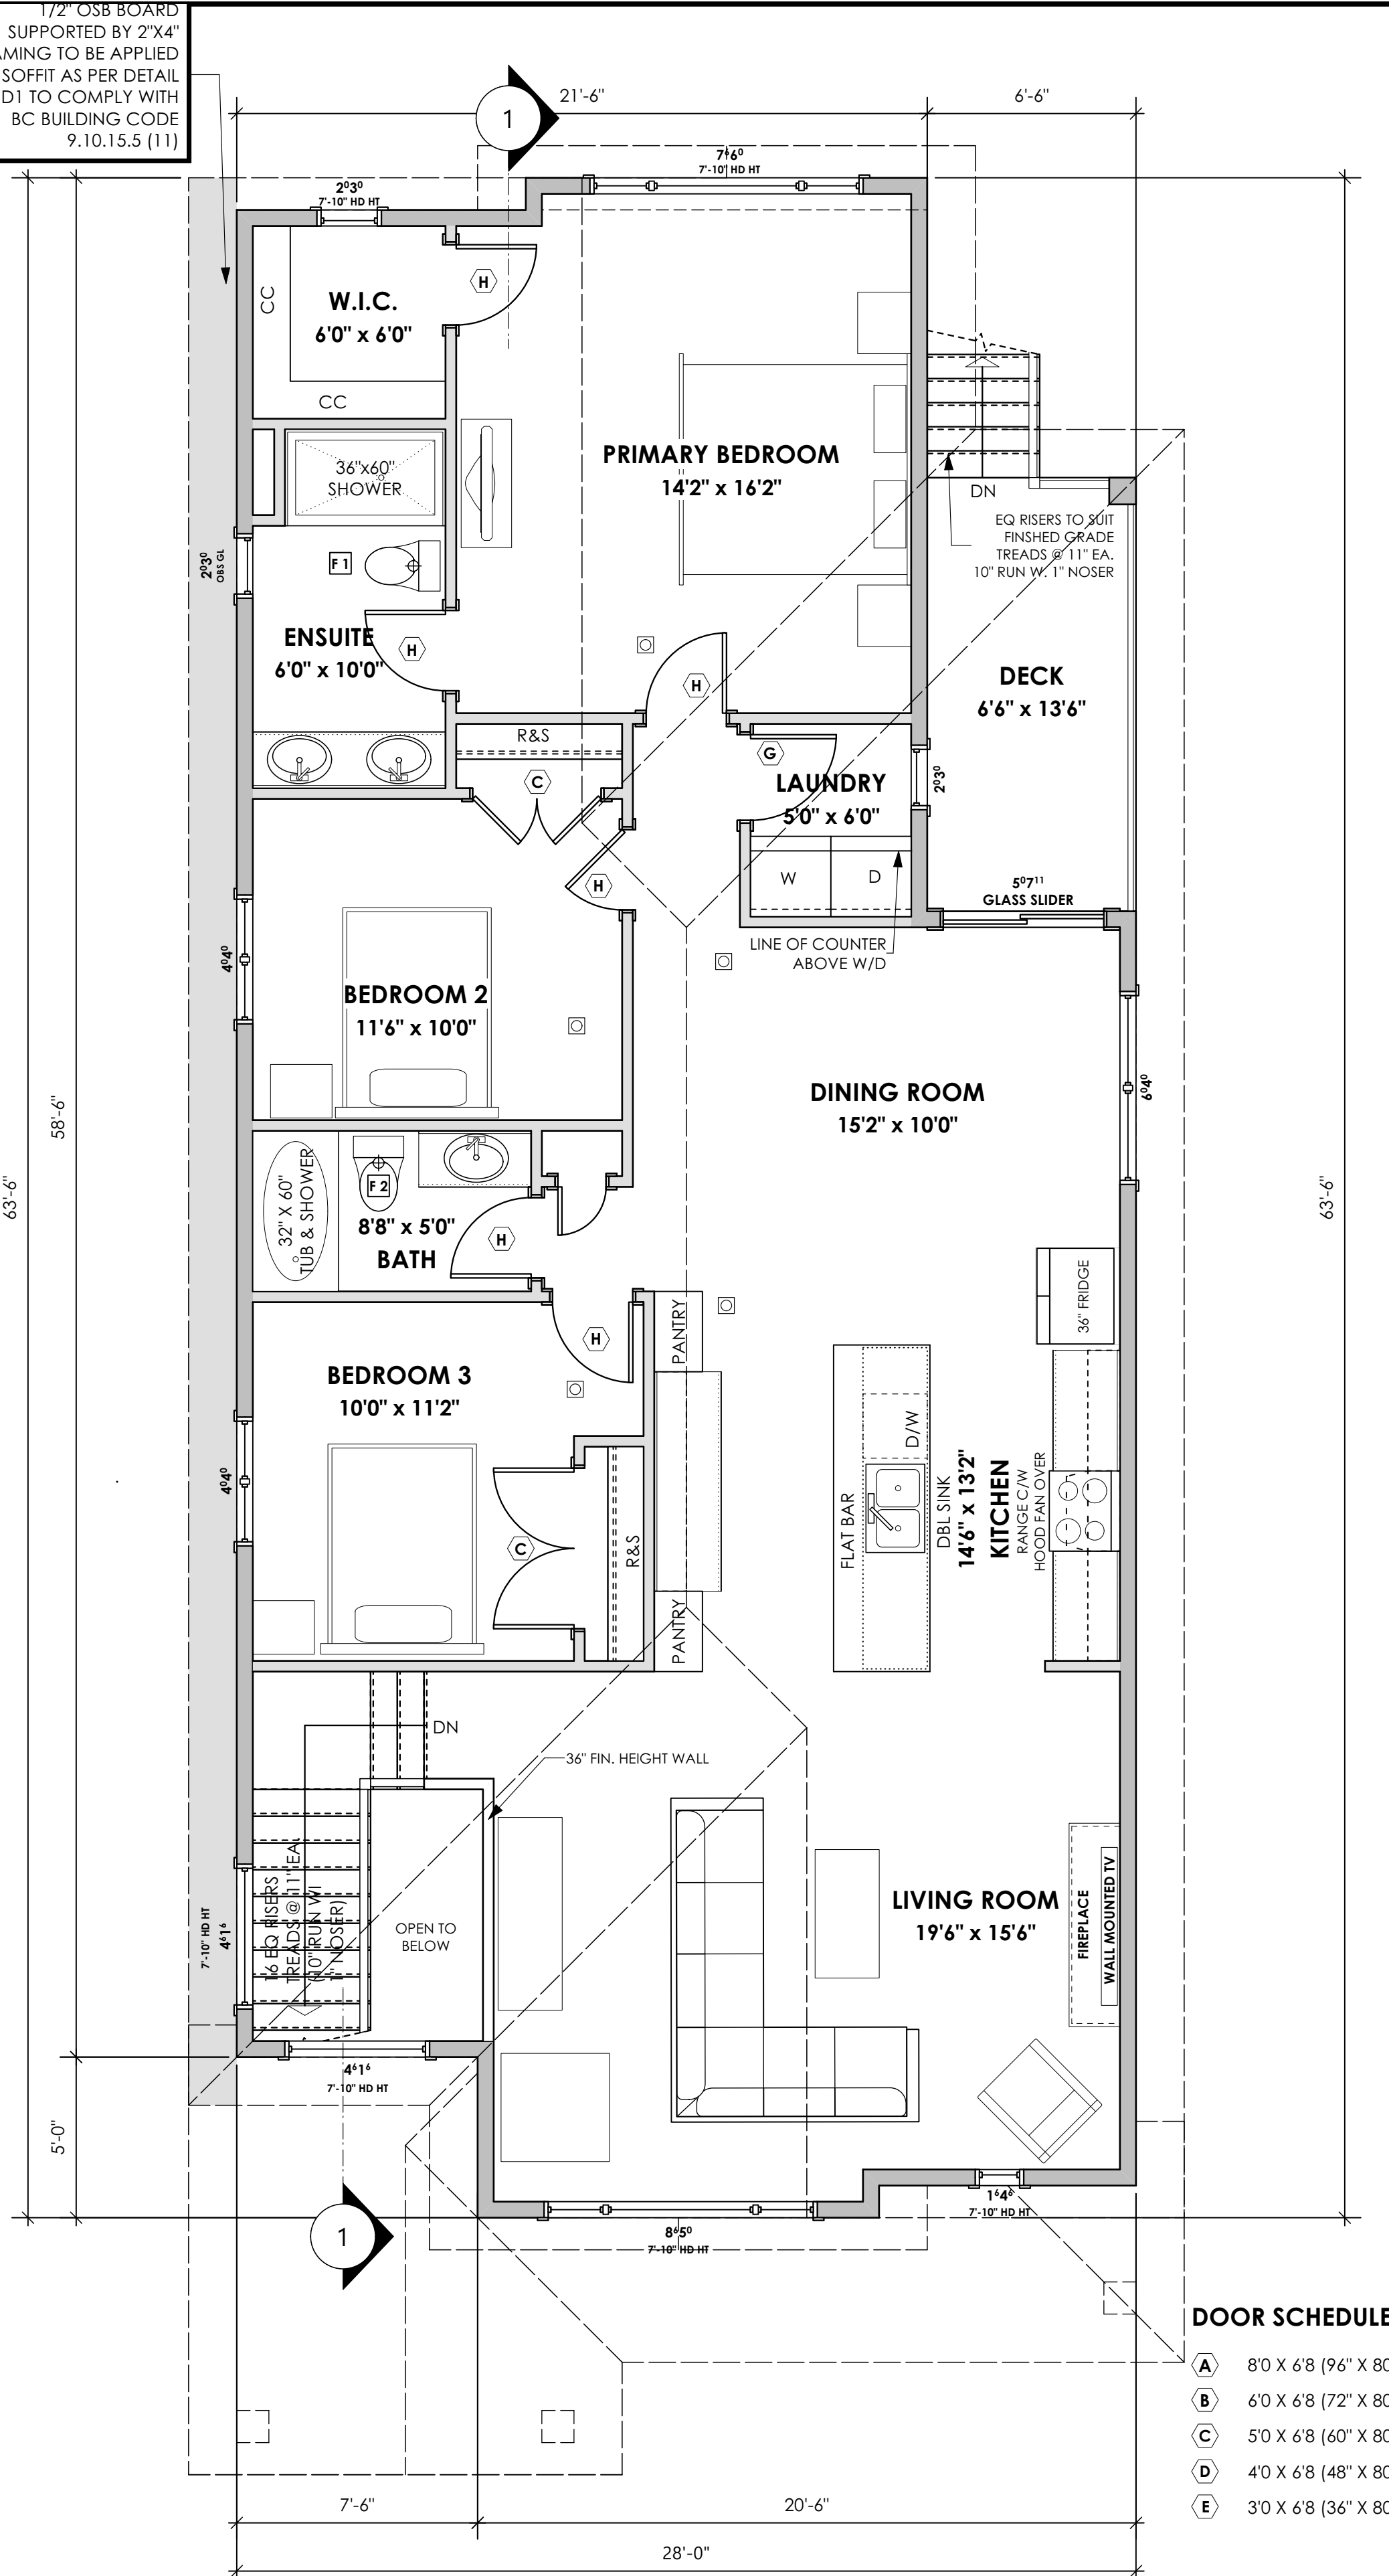 1/2" OSB BOARD
SUPPORTED BY 2"X4"
AMING TO BE APPLIED
SOFFIT AS PER DETAIL
D1 TO COMPLY WITH
BC BUILDING CODE
9.10.15.5 (11)
21'-6"
6'-6"
1
7⁶6⁰
7'-10" HD HT
2⁰3⁰
7'-10" HD HT
CC
W.I.C.
6'0" x 6'0"
H
CC
36"x60"
SHOWER
PRIMARY BEDROOM
14'2" x 16'2"
DN
EQ RISERS TO SUIT
FINSHED GRADE
TREADS @ 11" EA.
10" RUN W. 1" NOSER
2⁰3⁰
OBS GL
F 1
ENSUITE
6'0" x 10'0"
H
H
DECK
6'6" x 13'6"
R&S
C
G
LAUNDRY
5'0" x 6'0"
2⁰3⁰
W
D
H
5⁰7¹¹
GLASS SLIDER
LINE OF COUNTER
ABOVE W/D
4⁰4⁰
BEDROOM 2
11'6" x 10'0"
DINING ROOM
15'2" x 10'0"
6⁰4⁰
58'-6"
63'-6"
63'-6"
32" X 60"
TUB & SHOWER
F 2
8'8" x 5'0"
BATH
H
H
PANTRY
36" FRIDGE
BEDROOM 3
10'0" x 11'2"
4⁰4⁰
C
R&S
PANTRY
FLAT BAR
D/W
DBL SINK
14'6" x 13'2"
KITCHEN
RANGE C/W
HOOD FAN OVER
DN
36" FIN. HEIGHT WALL
16 EQ RISERS
TREADS @ 11" EA
(10" RUN WI
1" NOSER)
OPEN TO
BELOW
LIVING ROOM
19'6" x 15'6"
FIREPLACE
WALL MOUNTED TV
7'-10" HD HT
4⁶1⁶
4⁶1⁶
7'-10" HD HT
5'-0"
1
8⁶5⁰
7'-10" HD HT
1⁶4⁶
7'-10" HD HT
DOOR SCHEDULE
A 8'0 X 6'8 (96" X 80
B 6'0 X 6'8 (72" X 80
C 5'0 X 6'8 (60" X 80
D 4'0 X 6'8 (48" X 80
E 3'0 X 6'8 (36" X 80
7'-6"
20'-6"
28'-0"